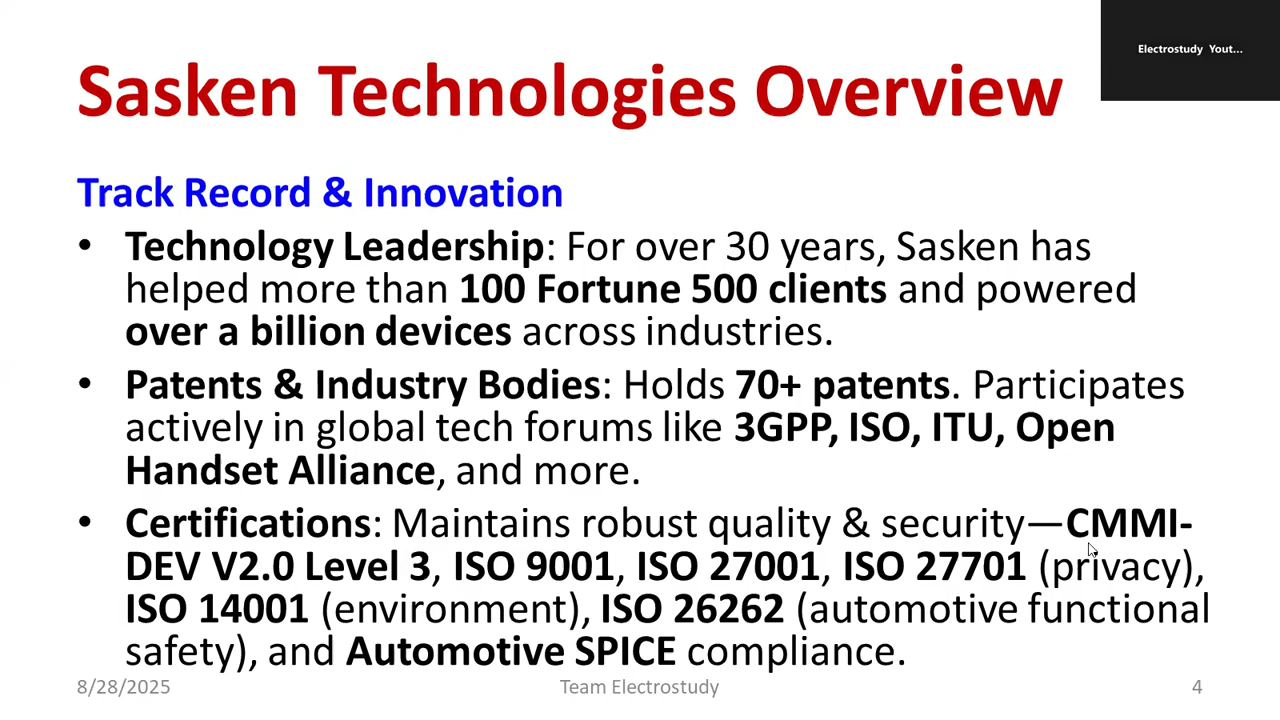 Electrostudy Yout...
Sasken Technologies Overview
Track Record & Innovation
• Technology Leadership: For over 30 years, Sasken has
helped more than 100 Fortune 500 clients and powered
over a billion devices across industries.
• Patents & Industry Bodies: Holds 70+ patents. Participates
actively in global tech forums like 3GPP, ISO, ITU, Open
Handset Alliance, and more.
• Certifications: Maintains robust quality & security—CMMI-
DEV V2.0 Level 3, ISO 9001, ISO 27001, ISO 27701 (privacy),
ISO 14001 (environment), ISO 26262 (automotive functional
safety), and Automotive SPICE compliance.
8/28/2025 Team Electrostudy 4